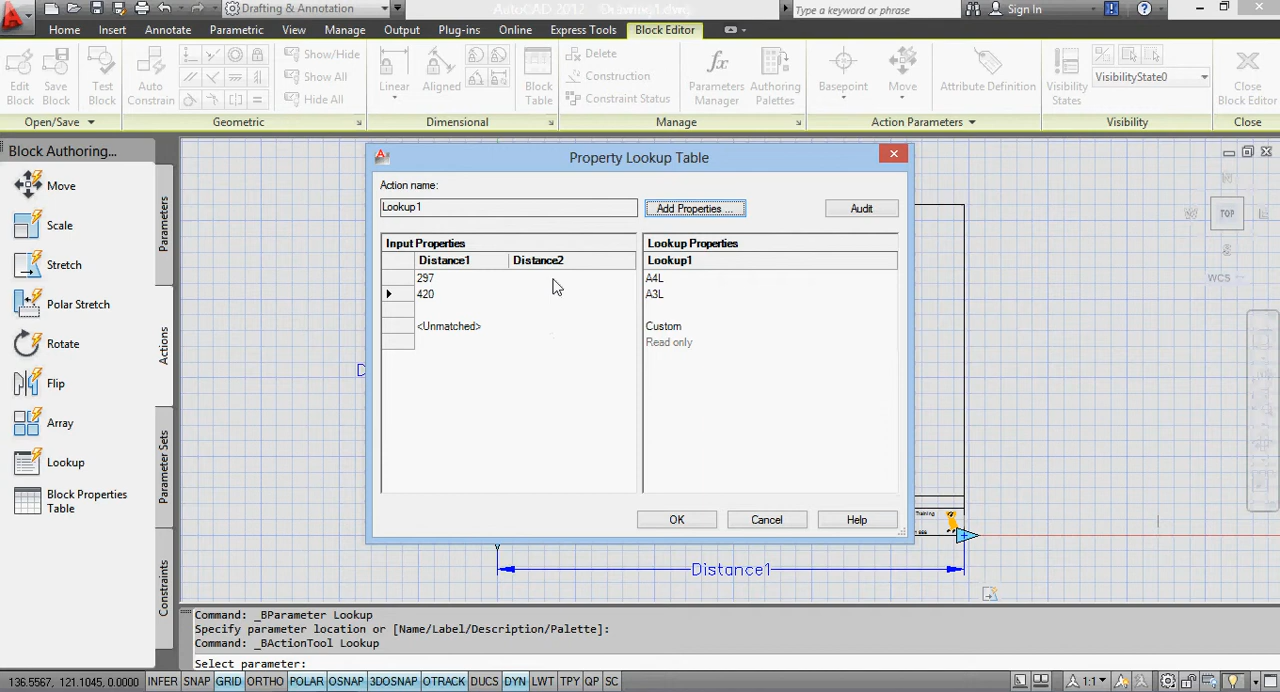 Drafting & Annotation
AutoCAD 2012 Drawing1.dwg
Type a keyword or phrase
Sign In
Home Insert Annotate Parametric View Manage Output Plug-ins Online Express Tools Block Editor
Edit Block
Save Block
Test Block
Auto Constrain
Show/Hide
Show All
Hide All
Linear
Aligned
Block Table
Delete
Construction
Constraint Status
Parameters Manager
Authoring Palettes
Basepoint
Move
Attribute Definition
Visibility States
VisibilityState0
Close Block Editor
Open/Save Geometric Dimensional Manage Action Parameters Visibility Close
Block Authoring...
Move
Scale
Stretch
Polar Stretch
Rotate
Flip
Array
Lookup
Block Properties
Table
Parameters
Actions
Parameter Sets
Constraints
Property Lookup Table
Action name:
Lookup1
Add Properties ...
Audit
Input Properties
Lookup Properties
Distance1 Distance2
Lookup1
297 A4L
420 A3L
<Unmatched> Custom
Read only
OK Cancel Help
D
Training
TOP
N
W
E
S
WCS
Distance1
Command: _BParameter Lookup
Specify parameter location or [Name/Label/Description/Palette]:
Command: _BActionTool Lookup
Select parameter:
136.5567, 121.1045, 0.0000 INFER SNAP GRID ORTHO POLAR OSNAP 3DOSNAP OTRACK DUCS DYN LWT TPY QP SC 1:1